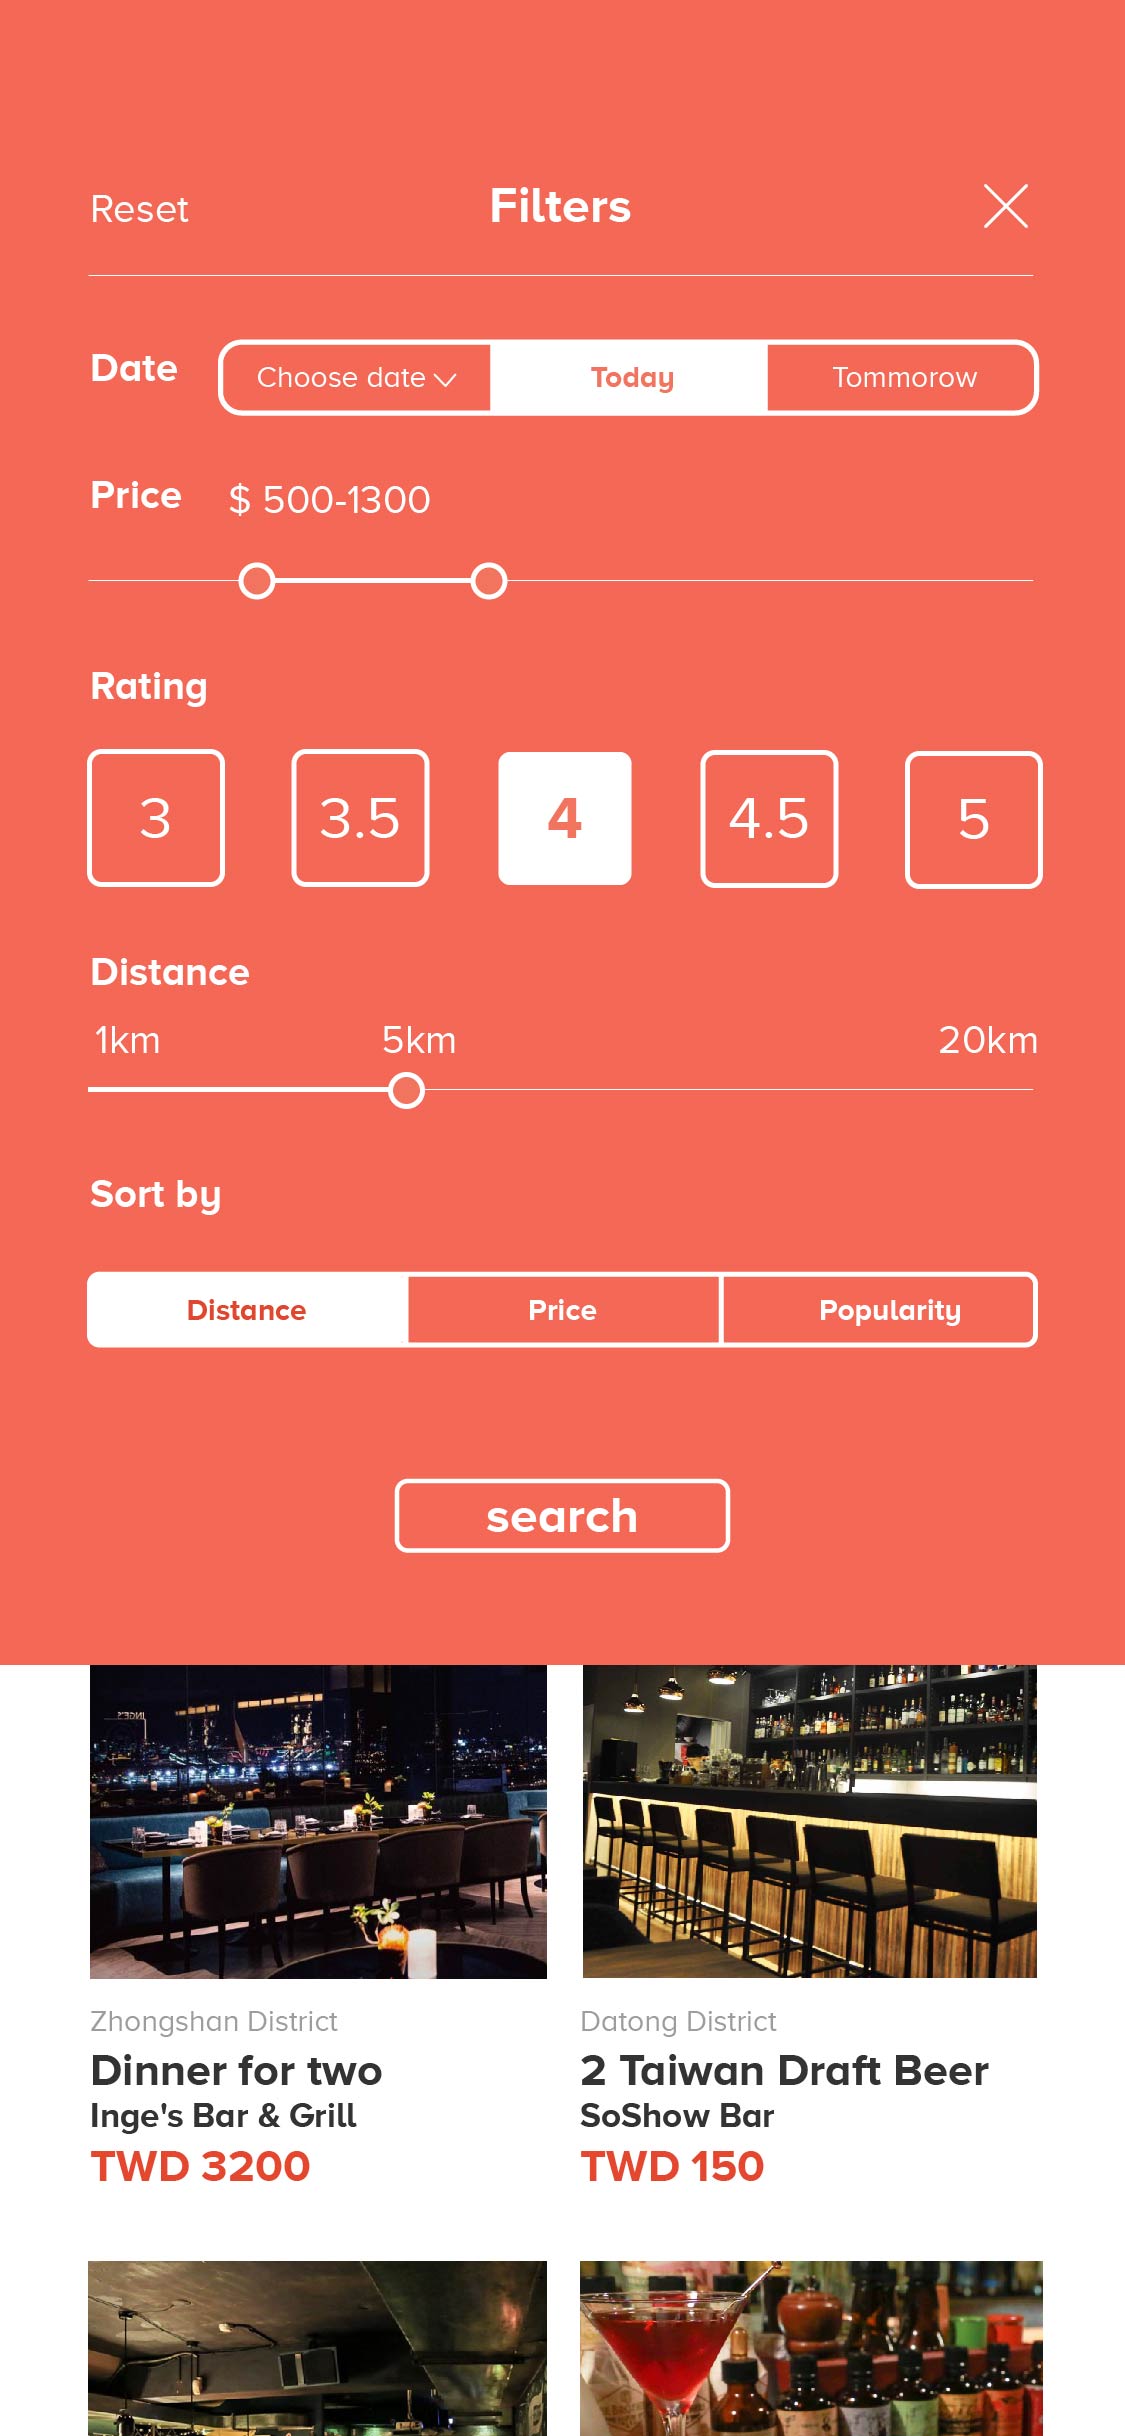 Reset Filters
Date Choose date Today Tommorow
Price $ 500-1300
Rating
3 3.5 4 4.5 5
Distance
1km 5km 20km
Sort by
Distance Price Popularity
search
INGE'S
Zhongshan District
Dinner for two
Inge's Bar & Grill
TWD 3200
Datong District
2 Taiwan Draft Beer
SoShow Bar
TWD 150